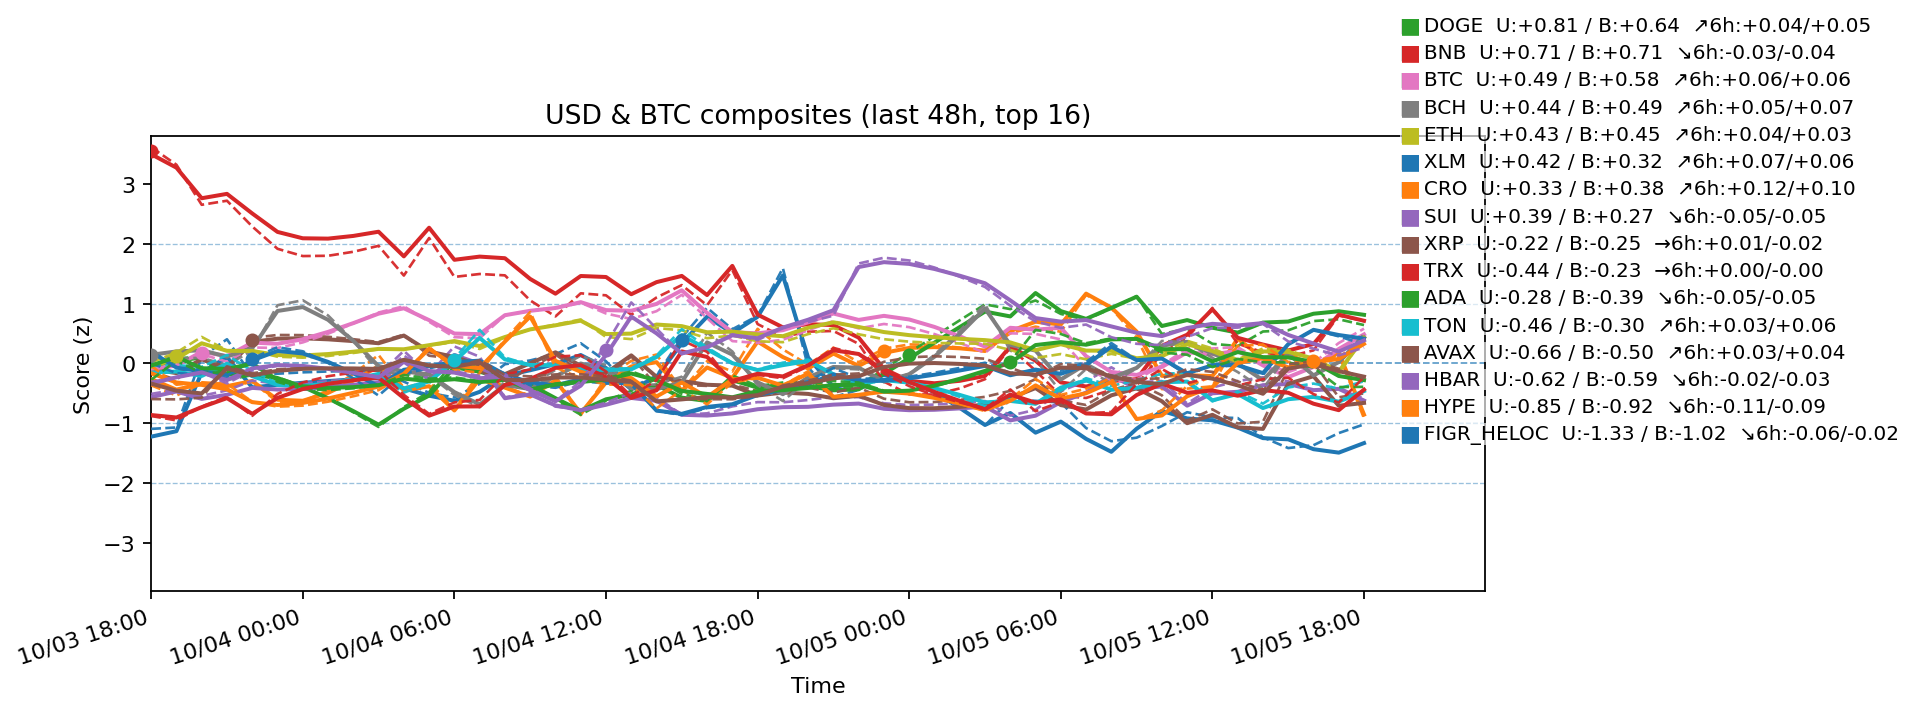 DOGE U:+0.81 / B:+0.64 ↗6h:+0.04/+0.05
BNB U:+0.71 / B:+0.71 ↘6h:-0.03/-0.04
BTC U:+0.49 / B:+0.58 ↗6h:+0.06/+0.06
BCH U:+0.44 / B:+0.49 ↗6h:+0.05/+0.07
ETH U:+0.43 / B:+0.45 ↗6h:+0.04/+0.03
XLM U:+0.42 / B:+0.32 ↗6h:+0.07/+0.06
CRO U:+0.33 / B:+0.38 ↗6h:+0.12/+0.10
SUI U:+0.39 / B:+0.27 ↘6h:-0.05/-0.05
XRP U:-0.22 / B:-0.25 →6h:+0.01/-0.02
TRX U:-0.44 / B:-0.23 →6h:+0.00/-0.00
ADA U:-0.28 / B:-0.39 ↘6h:-0.05/-0.05
TON U:-0.46 / B:-0.30 ↗6h:+0.03/+0.06
AVAX U:-0.66 / B:-0.50 ↗6h:+0.03/+0.04
HBAR U:-0.62 / B:-0.59 ↘6h:-0.02/-0.03
HYPE U:-0.85 / B:-0.92 ↘6h:-0.11/-0.09
FIGR_HELOC U:-1.33 / B:-1.02 ↘6h:-0.06/-0.02
USD & BTC composites (last 48h, top 16)
Score (z)
3
2
1
0
−1
−2
−3
10/03 18:00
10/04 00:00
10/04 06:00
10/04 12:00
10/04 18:00
10/05 00:00
10/05 06:00
10/05 12:00
10/05 18:00
Time